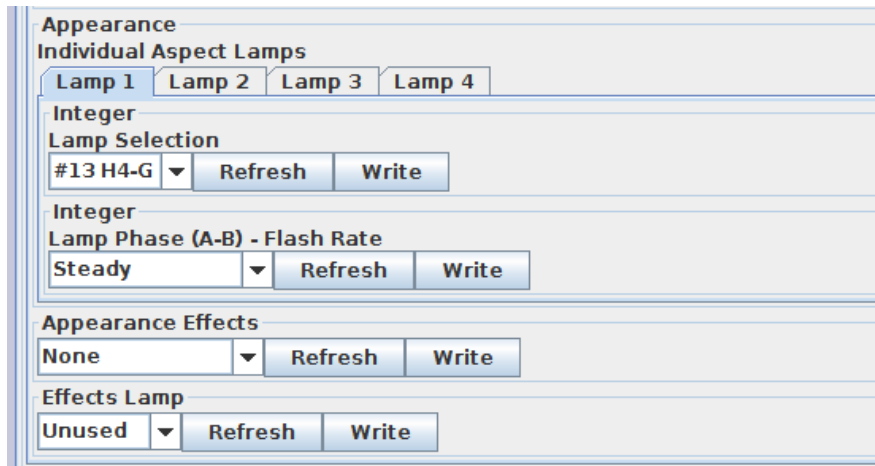 Appearance
Individual Aspect Lamps
Lamp 1 Lamp 2 Lamp 3 Lamp 4
Integer
Lamp Selection
#13 H4-G Refresh Write
Integer
Lamp Phase (A-B) - Flash Rate
Steady Refresh Write
Appearance Effects
None Refresh Write
Effects Lamp
Unused Refresh Write